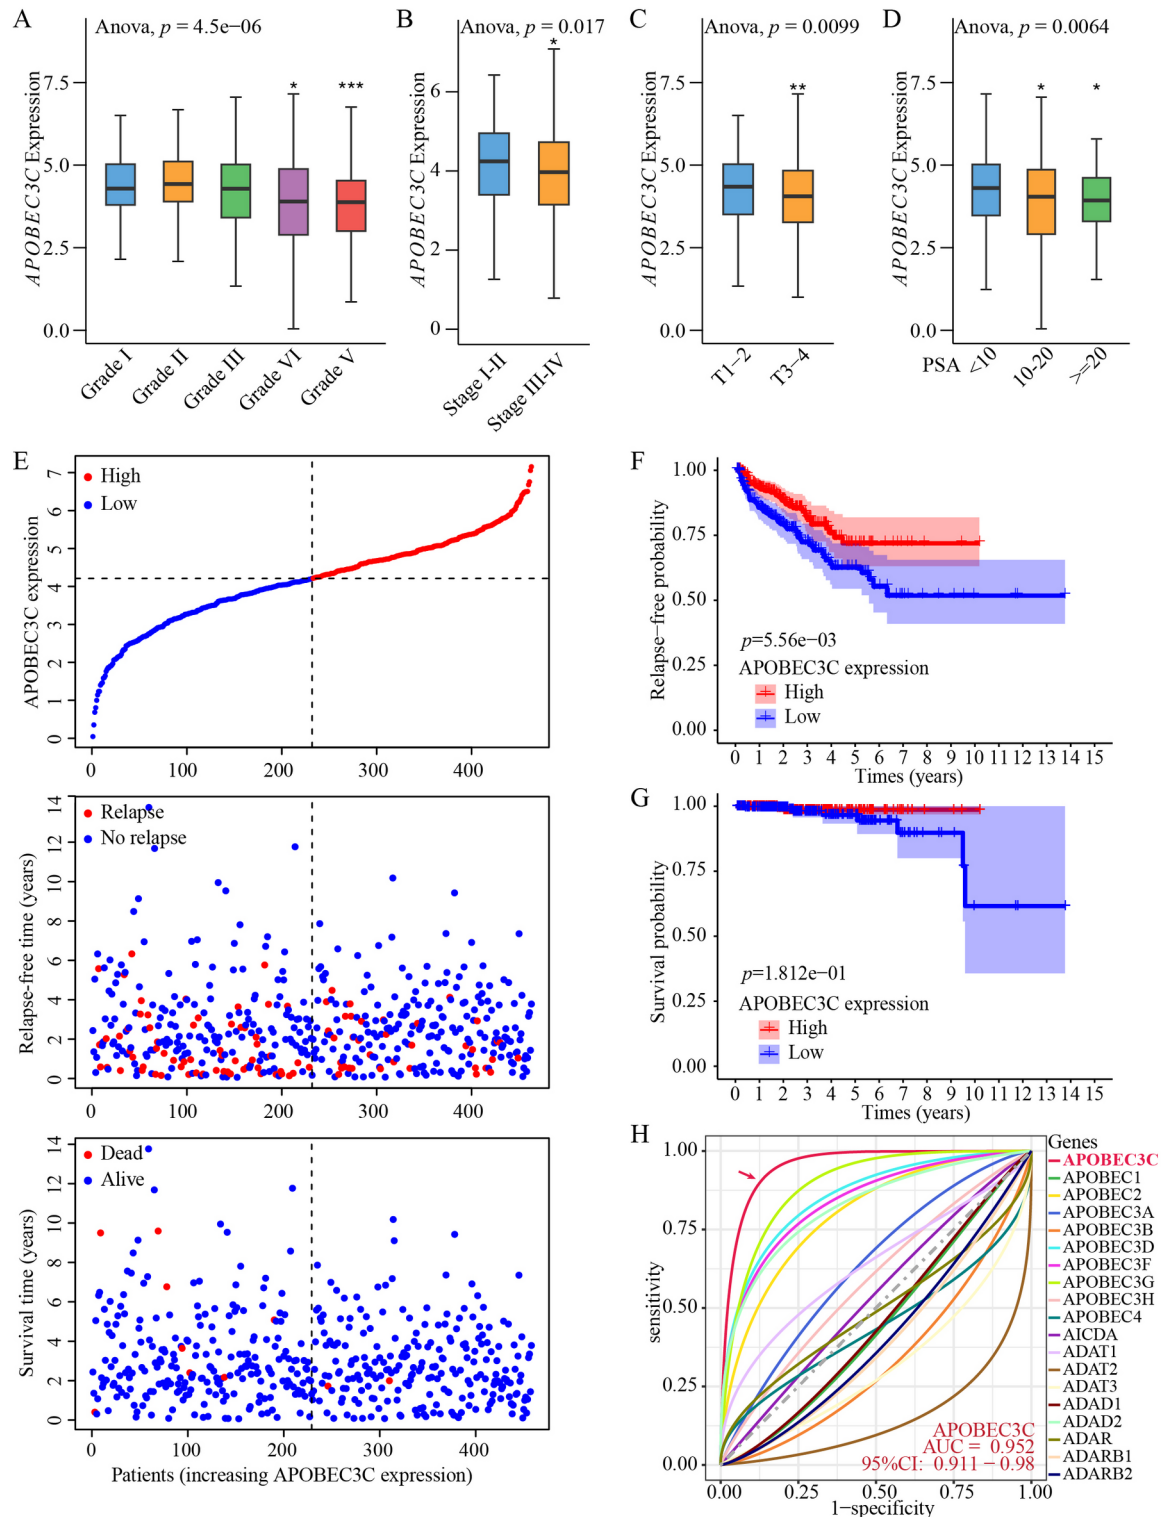 A
Anova, p = 4.5e−06
APOBEC3C Expression
7.5
5.0
2.5
0.0
*
***
Grade I
Grade II
Grade III
Grade VI
Grade V
B
Anova, p = 0.017
APOBEC3C Expression
6
4
2
0
*
Stage I-II
Stage III-IV
C
Anova, p = 0.0099
APOBEC3C Expression
7.5
5.0
2.5
0.0
**
T1−2
T3−4
D
Anova, p = 0.0064
APOBEC3C Expression
7.5
5.0
2.5
0.0
*
*
PSA
<10
10-20
>=20
E
APOBEC3C expression
7
6
5
4
3
2
1
0
High
Low
0
100
200
300
400
Relapse-free time (years)
14
12
10
8
6
4
2
0
Relapse
No relapse
0
100
200
300
400
Survival time (years)
14
12
10
8
6
4
2
0
Dead
Alive
0
100
200
300
400
Patients (increasing APOBEC3C expression)
F
Relapse−free probability
1.00
0.75
0.50
0.25
0.00
p=5.56e−03
APOBEC3C expression
High
Low
0 1 2 3 4 5 6 7 8 9 10 11 12 13 14 15
Times (years)
G
Survival probability
1.00
0.75
0.50
0.25
0.00
p=1.812e−01
APOBEC3C expression
High
Low
0 1 2 3 4 5 6 7 8 9 10 11 12 13 14 15
Times (years)
H
sensitivity
1.00
0.75
0.50
0.25
0.00
APOBEC3C
AUC = 0.952
95%CI: 0.911 − 0.98
0.00
0.25
0.50
0.75
1.00
1−specificity
Genes
APOBEC3C
APOBEC1
APOBEC2
APOBEC3A
APOBEC3B
APOBEC3D
APOBEC3F
APOBEC3G
APOBEC3H
APOBEC4
AICDA
ADAT1
ADAT2
ADAT3
ADAD1
ADAD2
ADAR
ADARB1
ADARB2